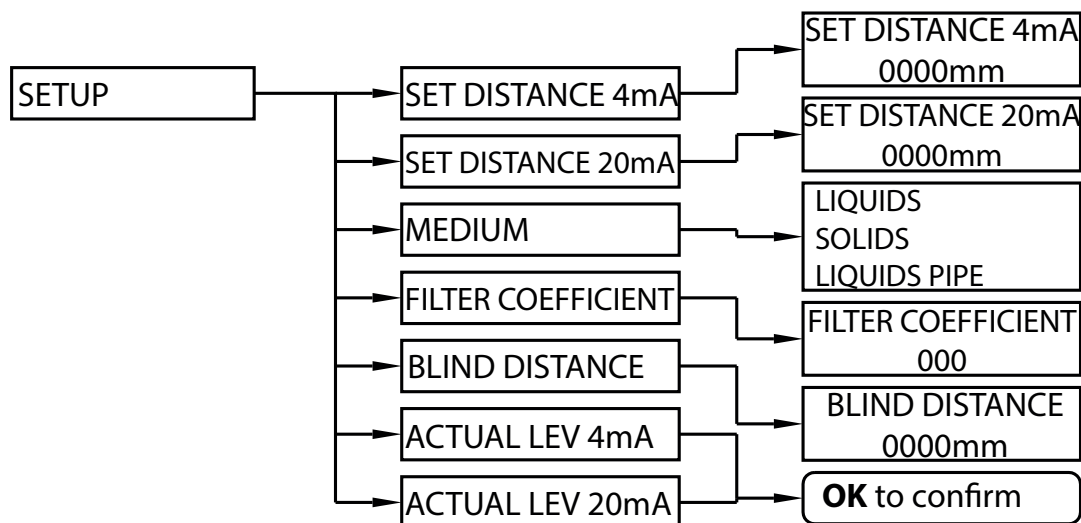 SETUP
SET DISTANCE 4mA
SET DISTANCE 20mA
MEDIUM
FILTER COEFFICIENT
BLIND DISTANCE
ACTUAL LEV 4mA
ACTUAL LEV 20mA
SET DISTANCE 4mA
0000mm
SET DISTANCE 20mA
0000mm
LIQUIDS
SOLIDS
LIQUIDS PIPE
FILTER COEFFICIENT
000
BLIND DISTANCE
0000mm
OK to confirm